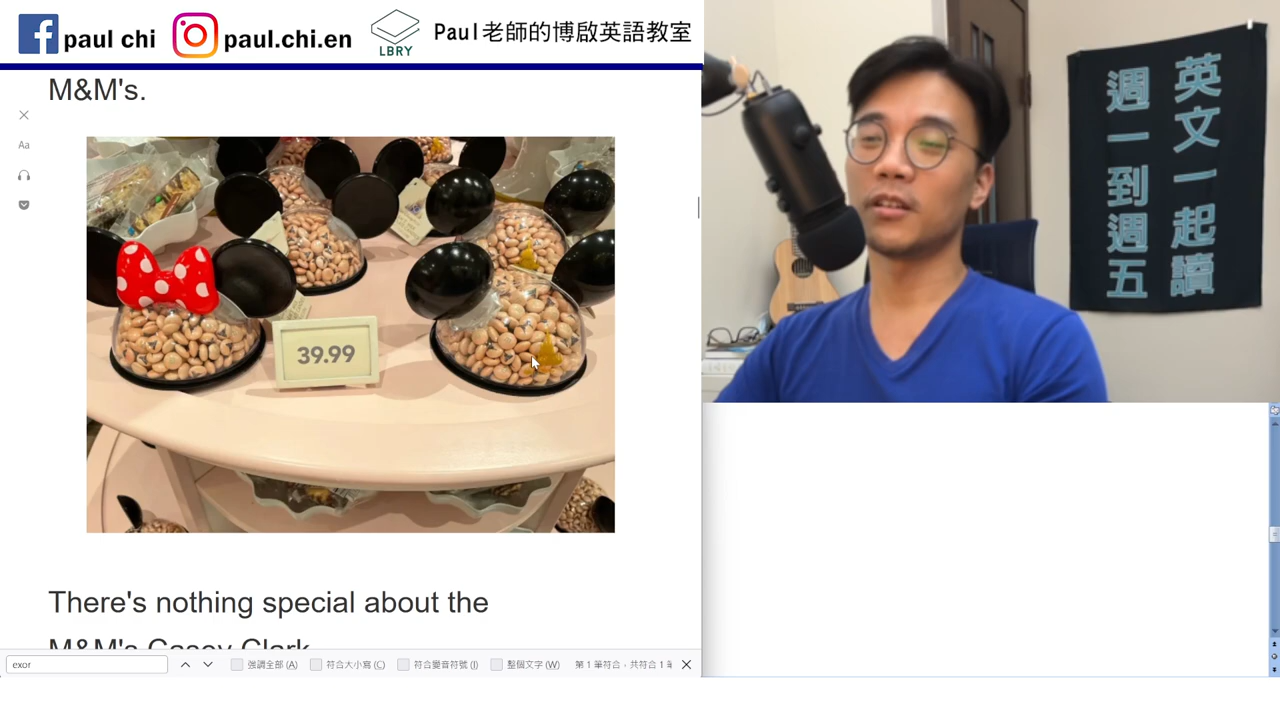 paul chi
paul.chi.en
LBRY
Paul老師的博啟英語教室
M&M's.
Aa
39.99
There's nothing special about the
M&M's Casey Clark
exor
強調全部 (A)
符合大小寫 (C)
符合變音符號 (I)
整個文字 (W)
第 1 筆符合，共符合 1
英文一起讀
週一到週五